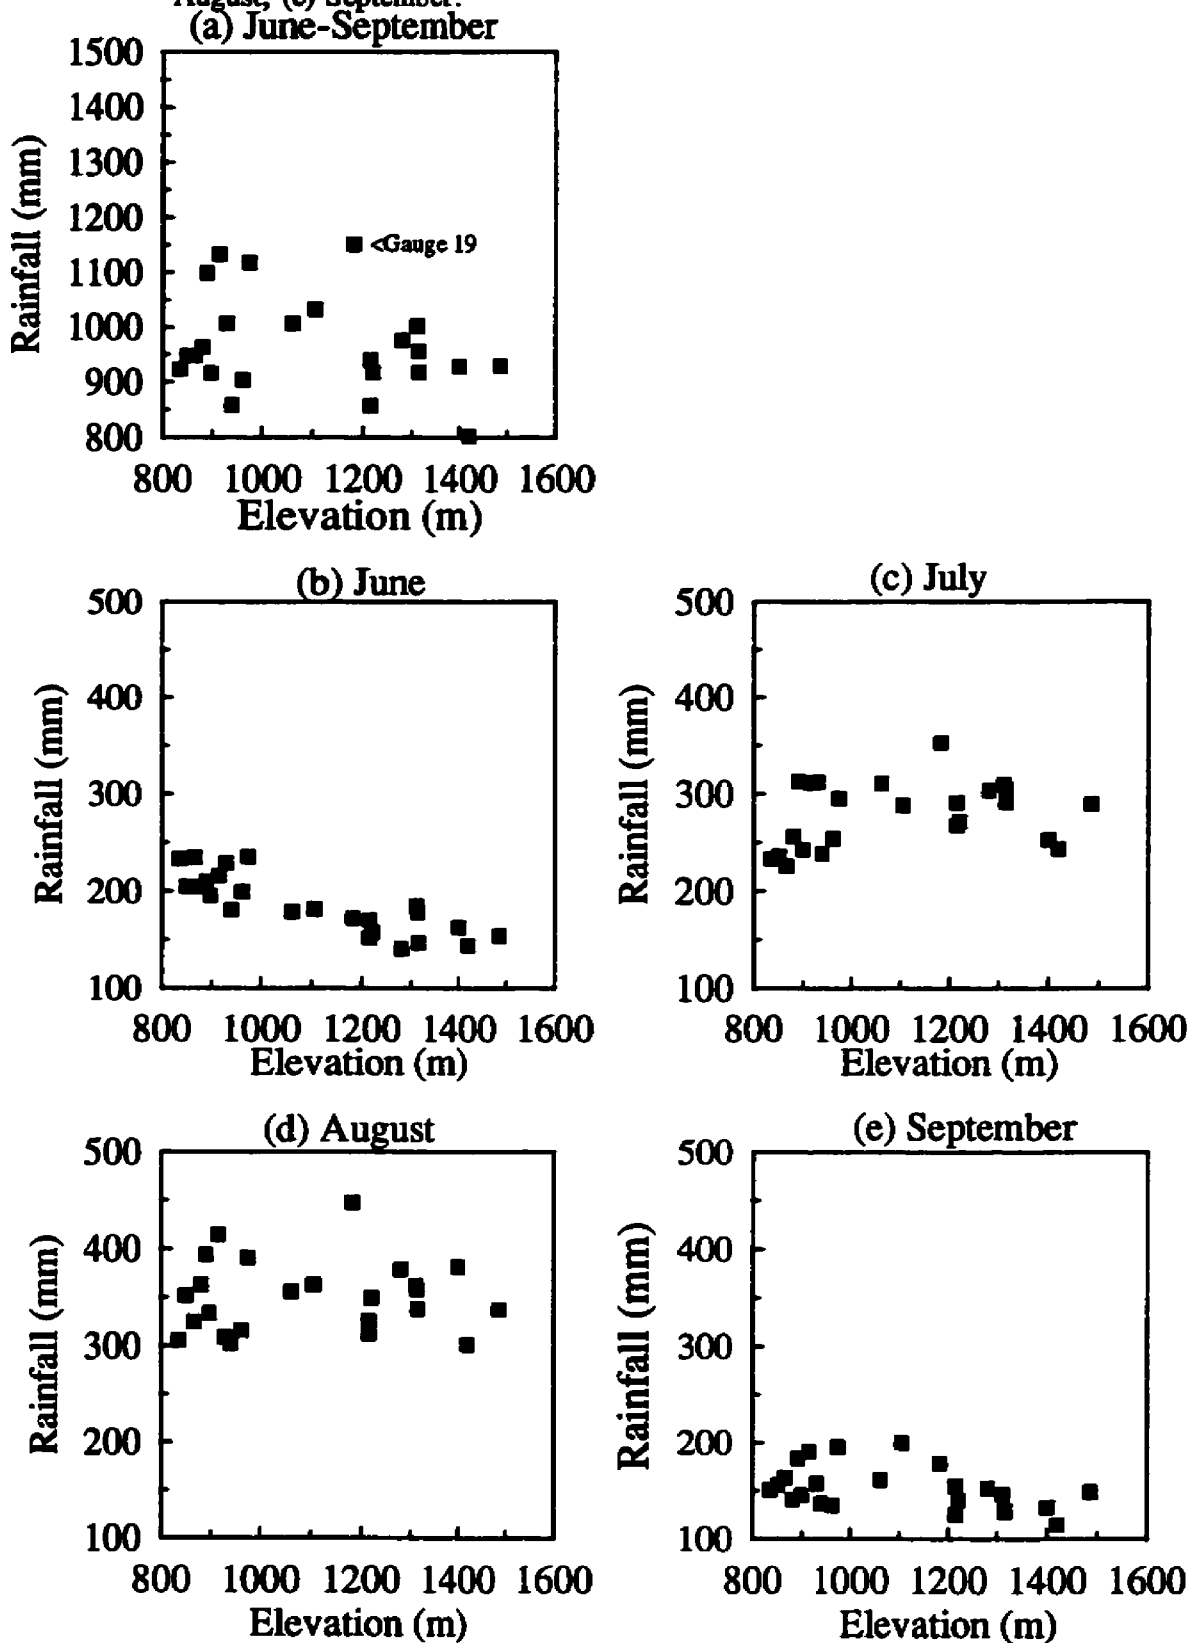 August, (e) September.
(a) June-September
1500
1400
1300
1200
1100
1000
900
800
Rainfall (mm)
<Gauge 19
800 1000 1200 1400 1600
Elevation (m)
(b) June
500
400
300
200
100
Rainfall (mm)
800 1000 1200 1400 1600
Elevation (m)
(c) July
500
400
300
200
100
Rainfall (mm)
800 1000 1200 1400 1600
Elevation (m)
(d) August
500
400
300
200
100
Rainfall (mm)
800 1000 1200 1400 1600
Elevation (m)
(e) September
500
400
300
200
100
Rainfall (mm)
800 1000 1200 1400 1600
Elevation (m)